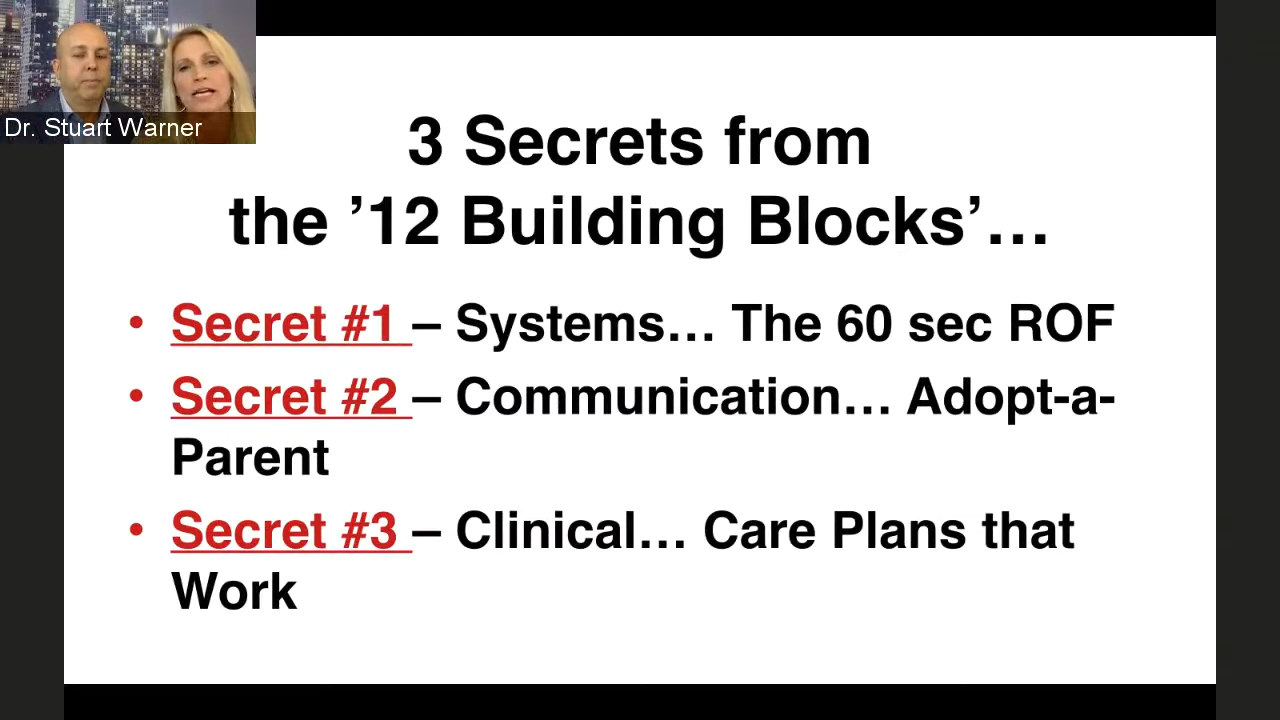 Dr. Stuart Warner
3 Secrets from
the ’12 Building Blocks’…
• Secret #1 – Systems… The 60 sec ROF
• Secret #2 – Communication… Adopt-a-
Parent
• Secret #3 – Clinical… Care Plans that
Work